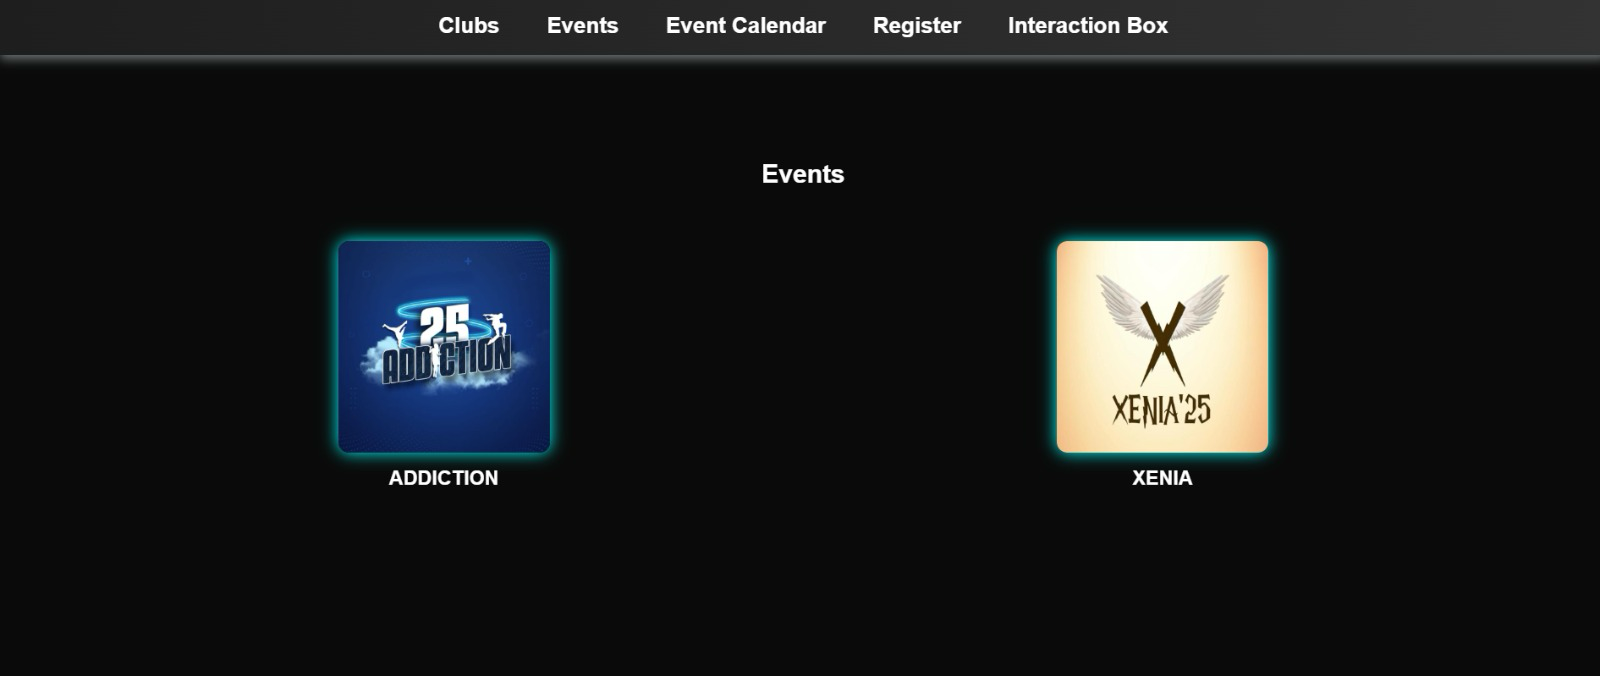 Clubs Events Event Calendar Register Interaction Box
Events
25
ADDICTION
XENIA'25
ADDICTION
XENIA